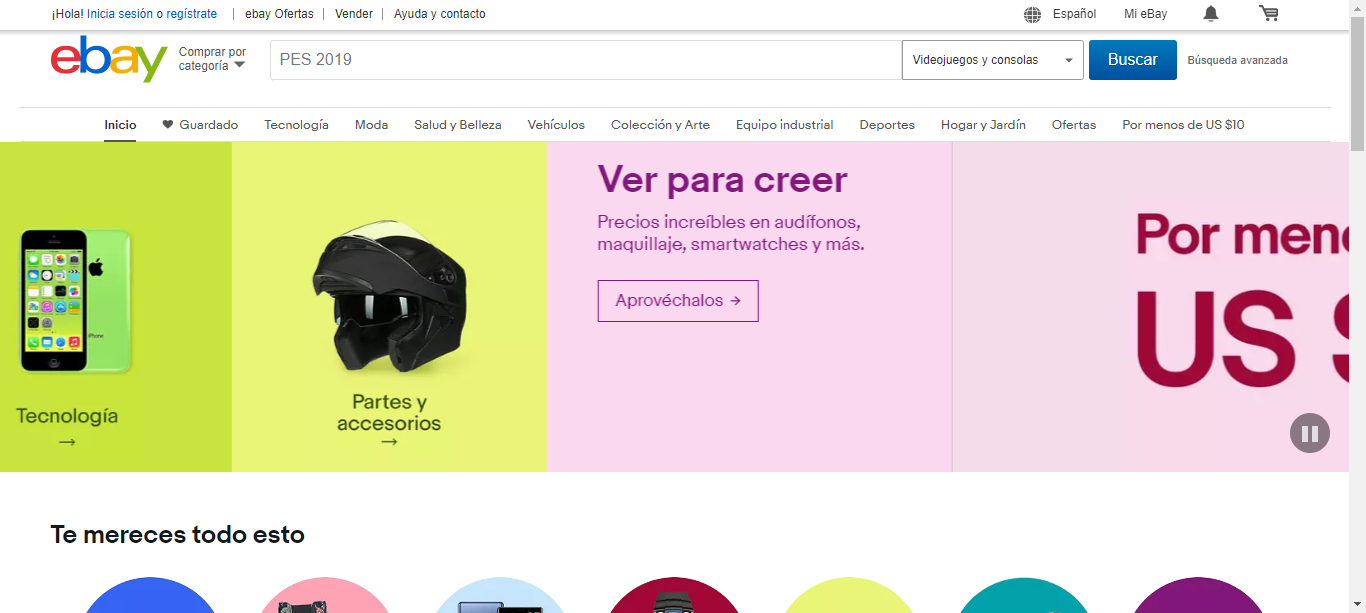 ¡Hola! Inicia sesión o regístrate
ebay Ofertas
Vender
Ayuda y contacto
Español
Mi eBay
ebay
Comprar por
categoría
PES 2019
Videojuegos y consolas
Buscar
Búsqueda avanzada
Inicio
Guardado
Tecnología
Moda
Salud y Belleza
Vehículos
Colección y Arte
Equipo industrial
Deportes
Hogar y Jardín
Ofertas
Por menos de US $10
Tecnología
→
Partes y
accesorios
→
Ver para creer
Precios increíbles en audífonos,
maquillaje, smartwatches y más.
Aprovéchalos →
Por meno
US $
iPhone
Te mereces todo esto